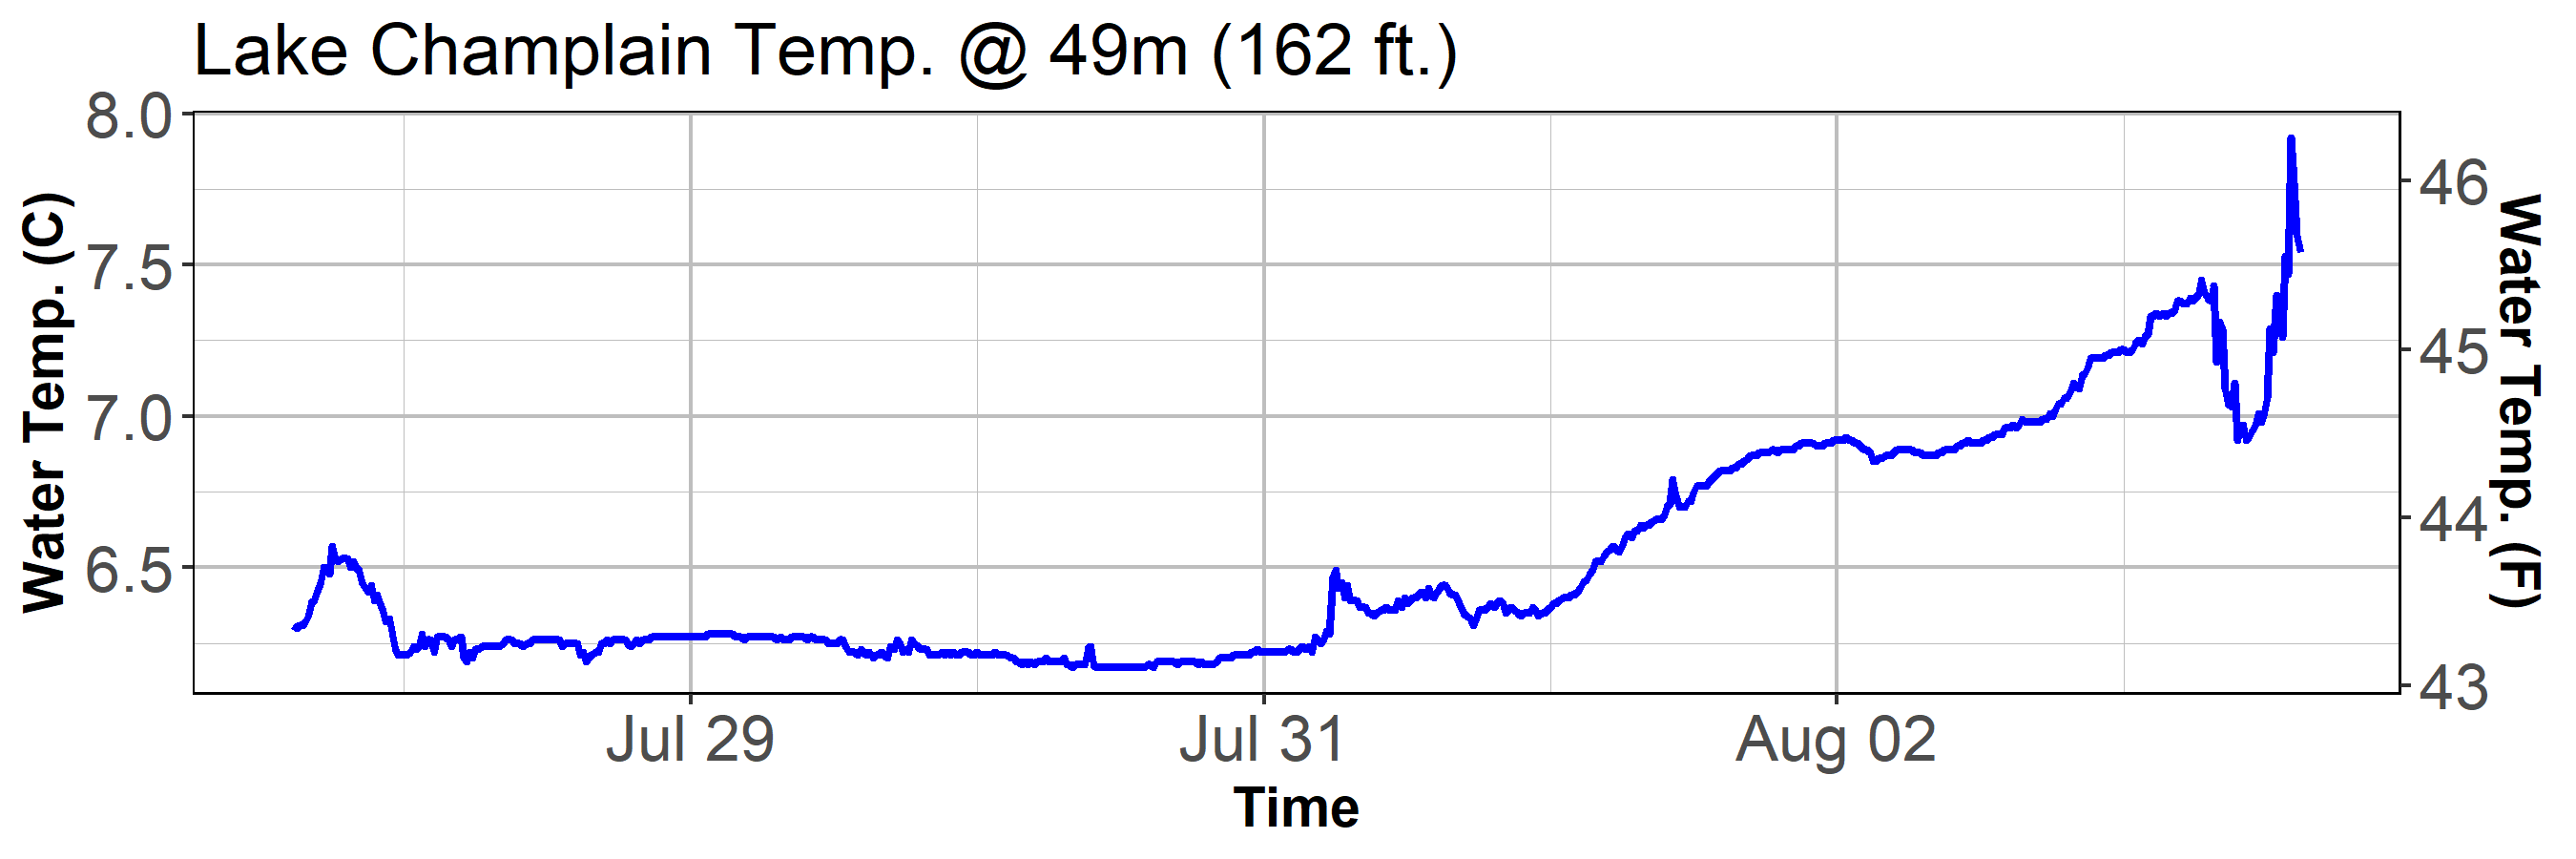 Lake Champlain Temp. @ 49m (162 ft.)
Water Temp. (C)
8.0
7.5
7.0
6.5
46
45
44
43
Water Temp. (F)
Jul 29 Jul 31 Aug 02
Time